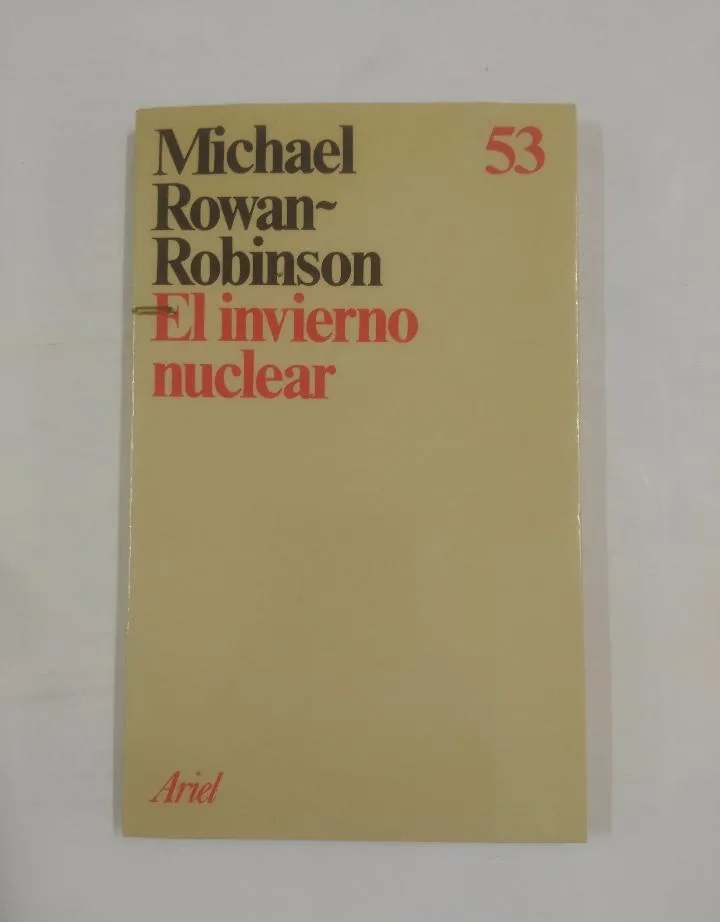 Michael
Rowan~
Robinson
El invierno
nuclear
53
Ariel